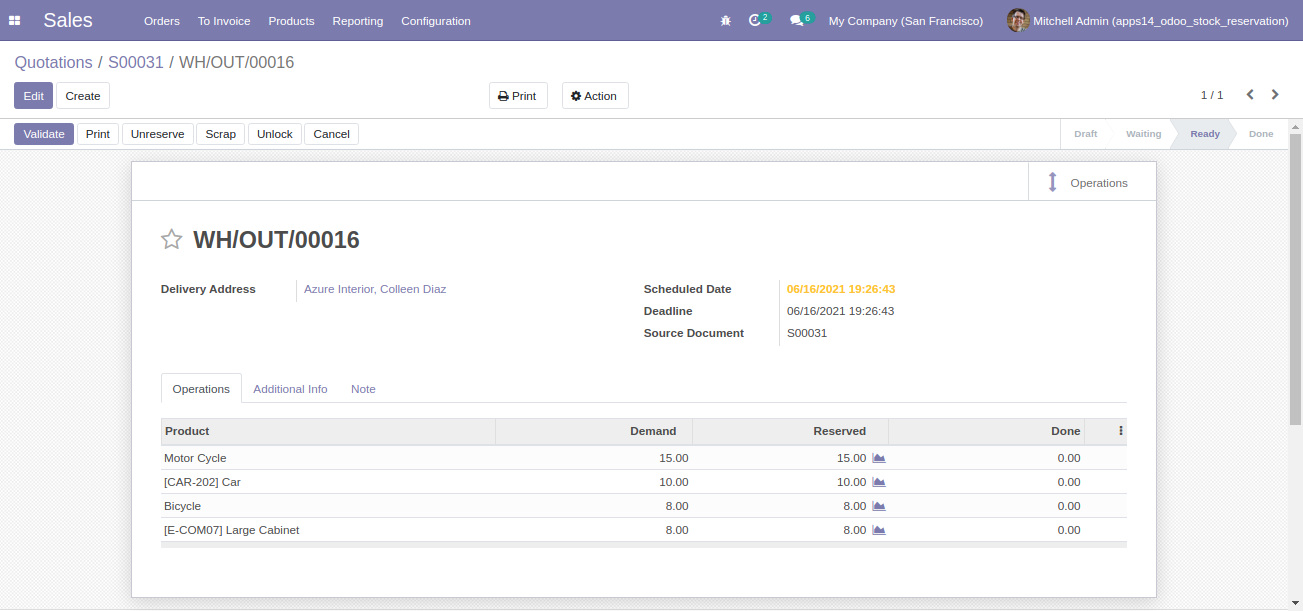 Sales Orders To Invoice Products Reporting Configuration 2 6 My Company (San Francisco) Mitchell Admin (apps14_odoo_stock_reservation)
Quotations / S00031 / WH/OUT/00016
Edit Create Print Action 1 / 1
Validate Print Unreserve Scrap Unlock Cancel Draft Waiting Ready Done
Operations
WH/OUT/00016
Delivery Address Azure Interior, Colleen Diaz Scheduled Date 06/16/2021 19:26:43
Deadline 06/16/2021 19:26:43
Source Document S00031
Operations Additional Info Note
Product Demand Reserved Done
Motor Cycle 15.00 15.00 0.00
[CAR-202] Car 10.00 10.00 0.00
Bicycle 8.00 8.00 0.00
[E-COM07] Large Cabinet 8.00 8.00 0.00